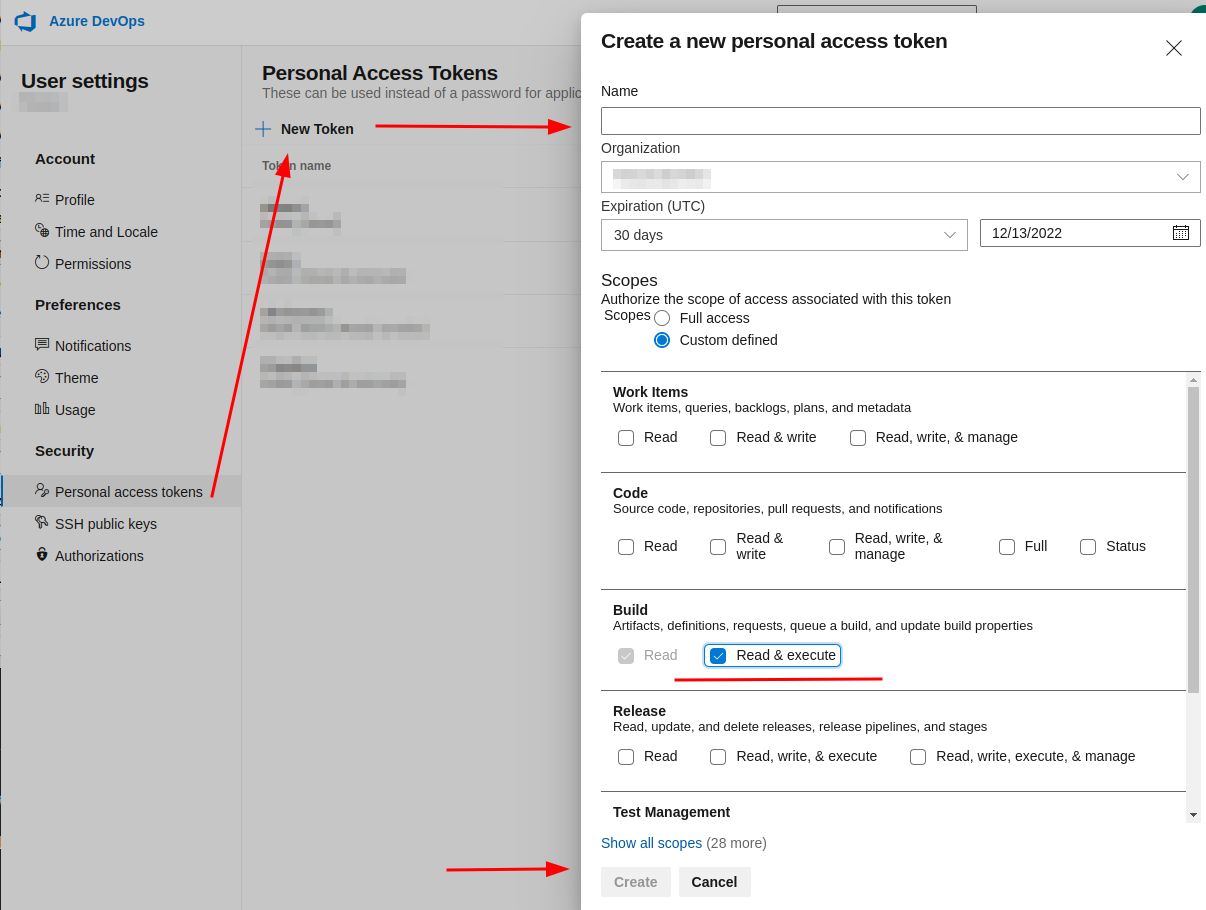 Azure DevOps
User settings
Account
Profile
Time and Locale
Permissions
Preferences
Notifications
Theme
Usage
Security
Personal access tokens
SSH public keys
Authorizations
Personal Access Tokens
These can be used instead of a password for applic
New Token
Token name
Create a new personal access token
Name
Organization
Expiration (UTC)
30 days
12/13/2022
Scopes
Authorize the scope of access associated with this token
Scopes
Full access
Custom defined
Work Items
Work items, queries, backlogs, plans, and metadata
Read Read & write Read, write, & manage
Code
Source code, repositories, pull requests, and notifications
Read Read & write Read, write, & manage Full Status
Build
Artifacts, definitions, requests, queue a build, and update build properties
Read Read & execute
Release
Read, update, and delete releases, release pipelines, and stages
Read Read, write, & execute Read, write, execute, & manage
Test Management
Show all scopes (28 more)
Create Cancel